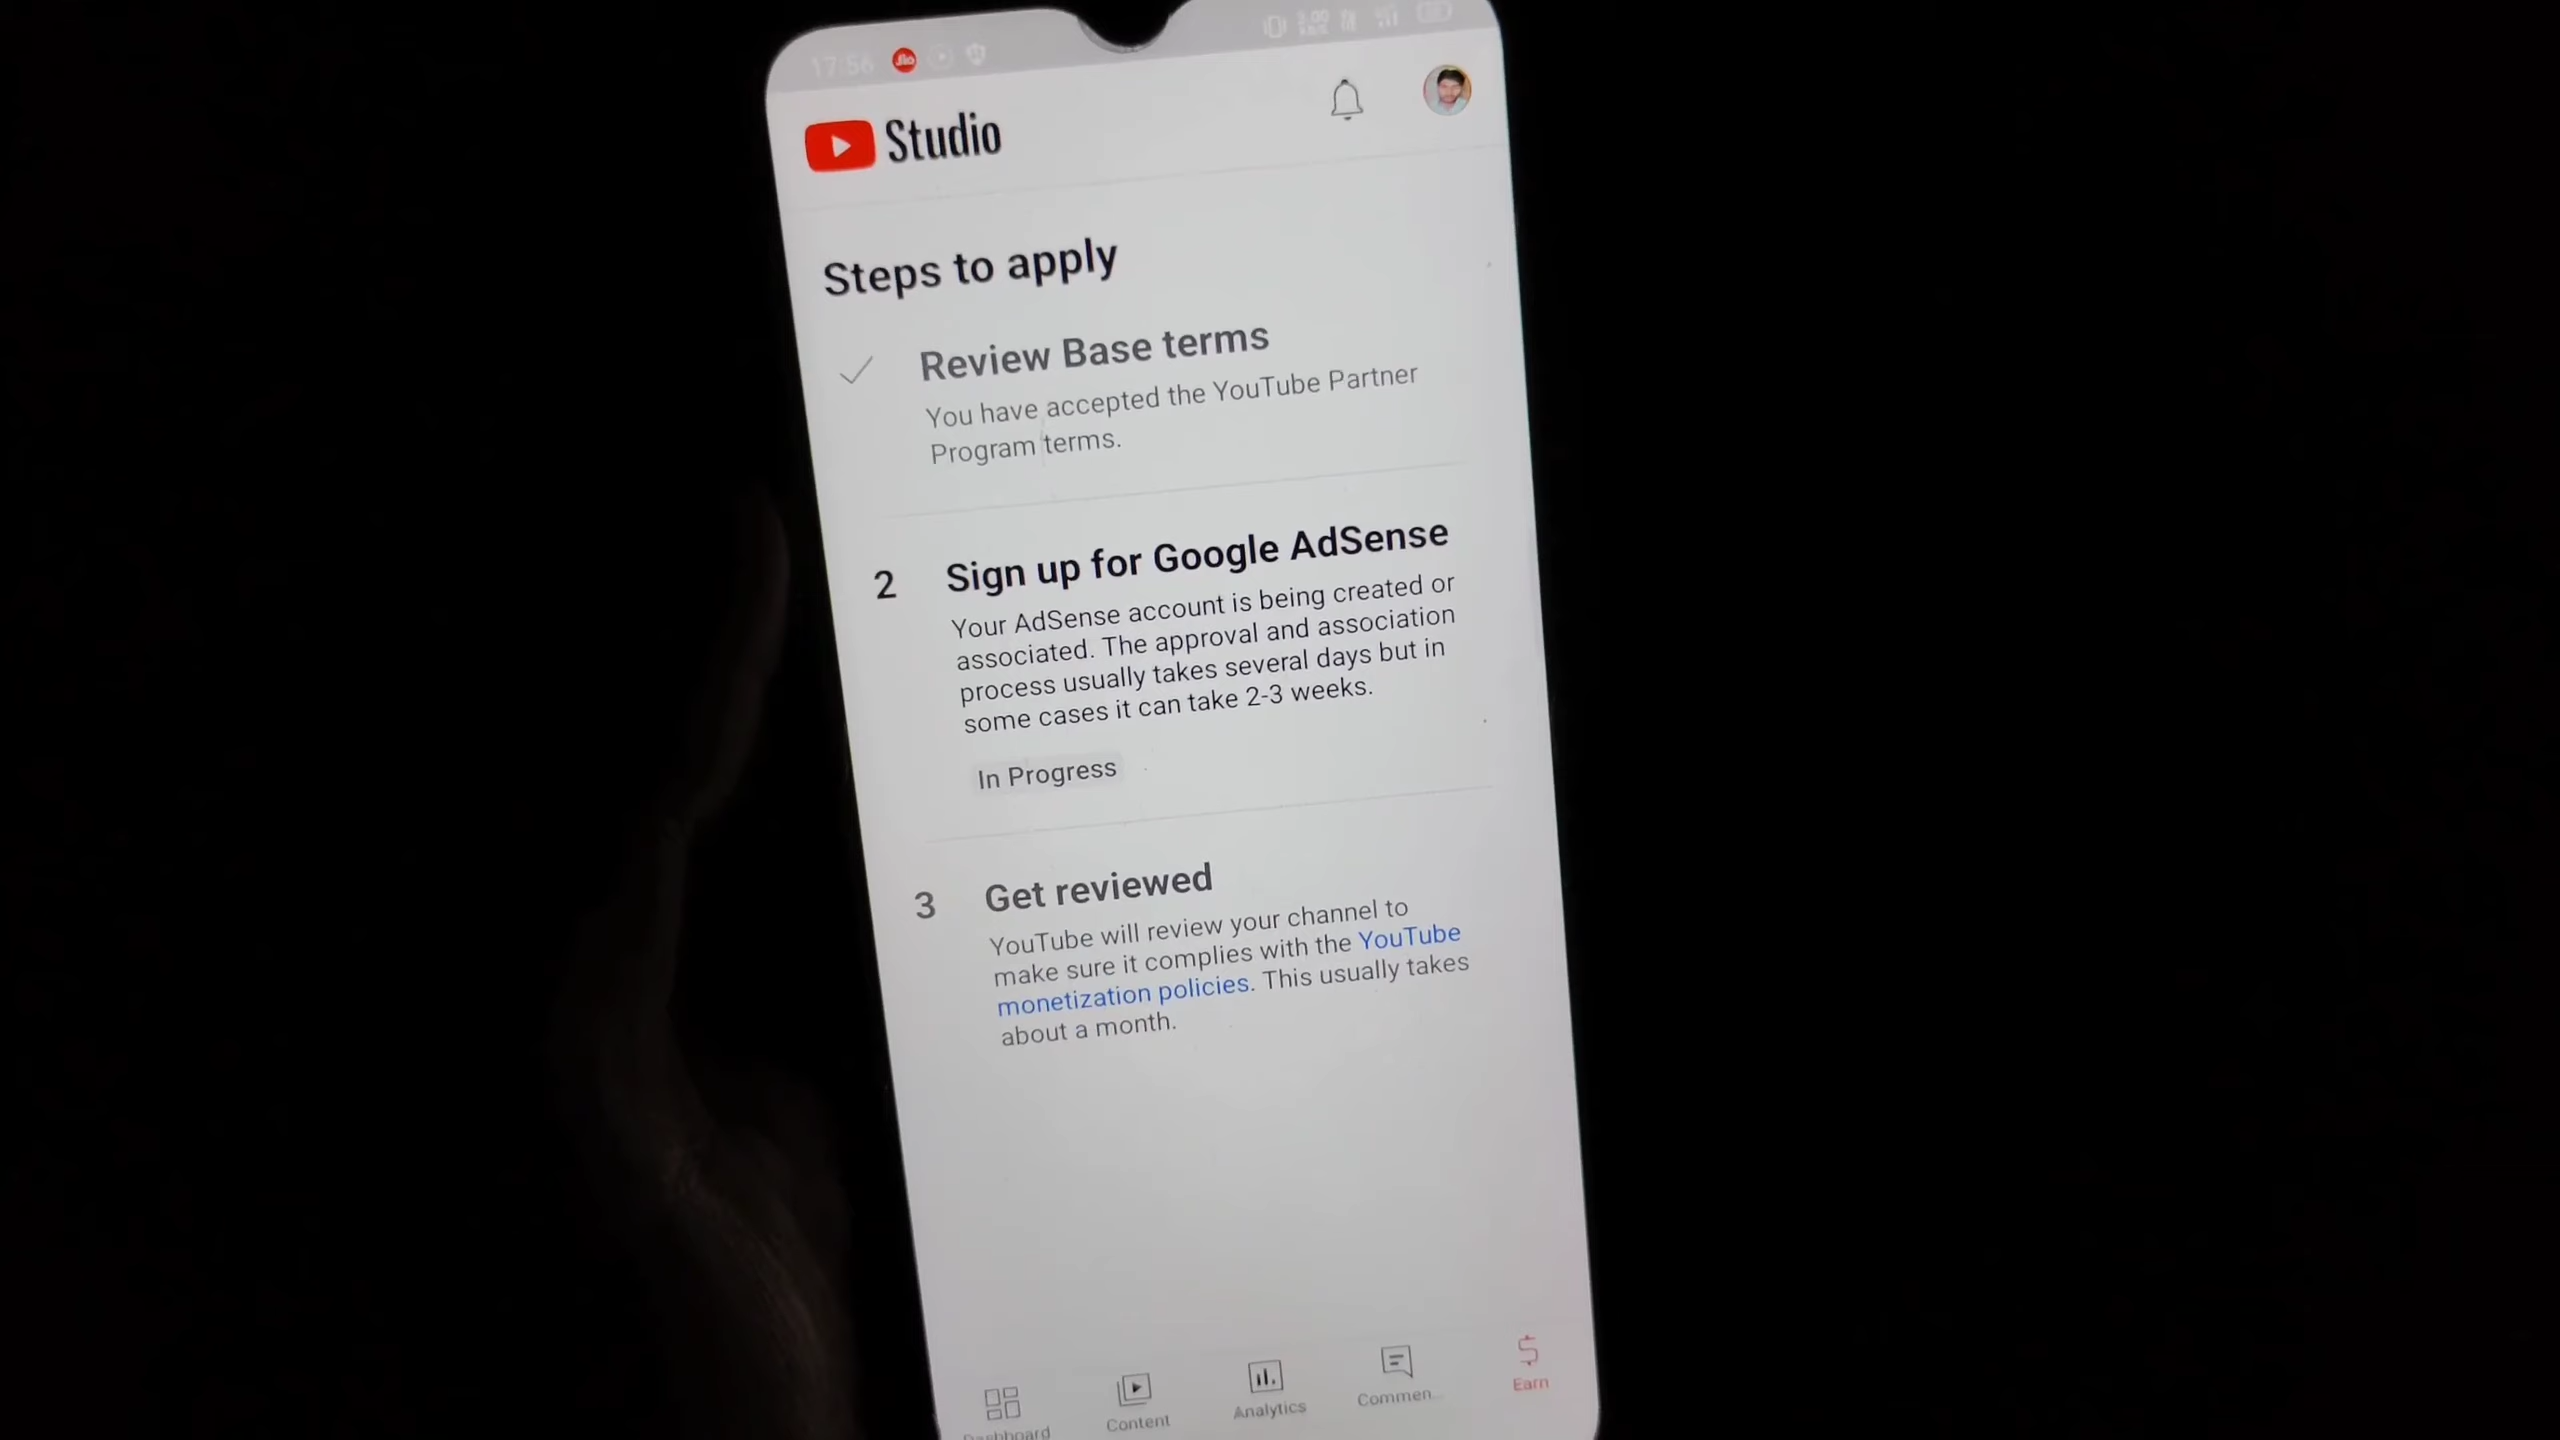 17:56 Jio
Studio
Steps to apply
Review Base terms
You have accepted the YouTube Partner
Program terms.
2 Sign up for Google AdSense
Your AdSense account is being created or
associated. The approval and association
process usually takes several days but in
some cases it can take 2-3 weeks.
In Progress
3 Get reviewed
YouTube will review your channel to
make sure it complies with the YouTube
monetization policies. This usually takes
about a month.
Dashboard Content Analytics Commen... Earn